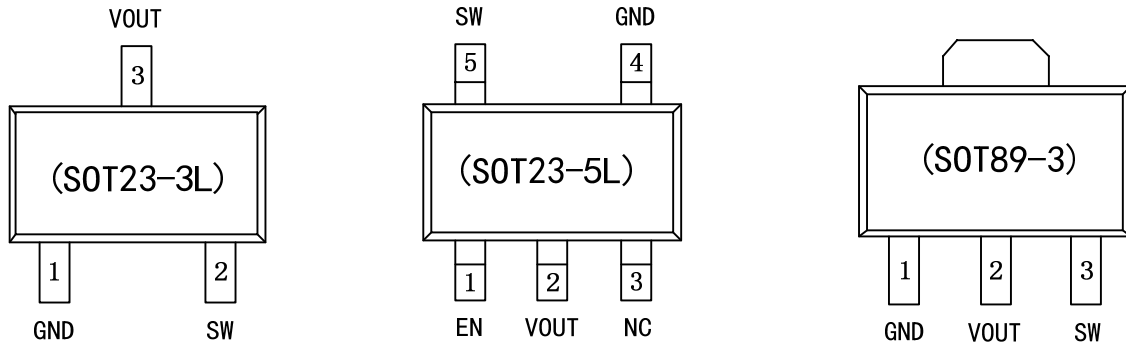 VOUT
3
(SOT23-3L)
1
2
GND
SW
SW
GND
5
4
(SOT23-5L)
1
2
3
EN
VOUT
NC
(SOT89-3)
1
2
3
GND
VOUT
SW